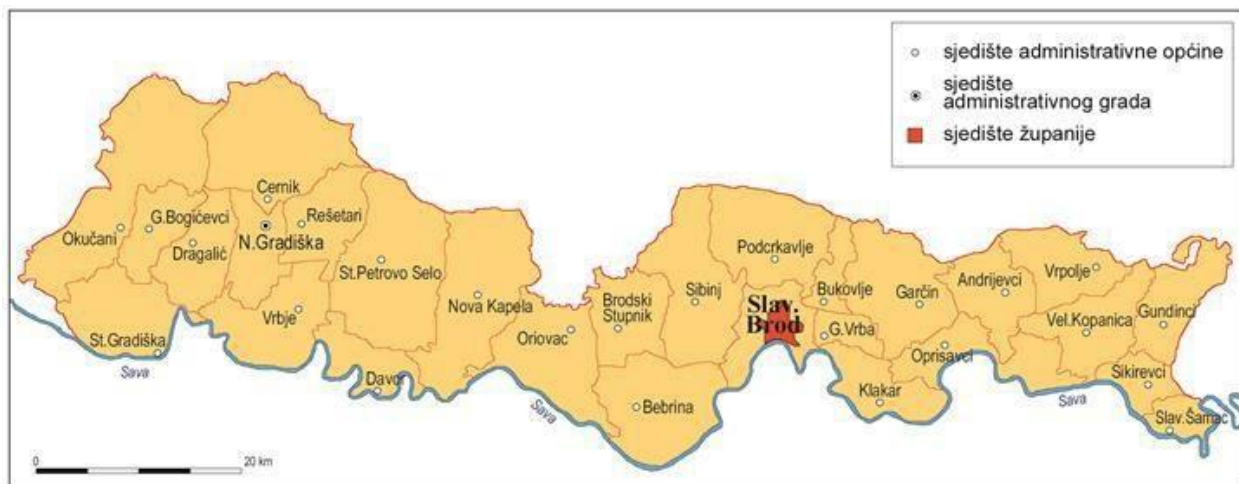 sjedište administrativne općine
sjedište
administrativnog grada
sjedište županije
Cernik
G.Bogićevci
Rešetari
Okučani
N.Gradiška
Dragalić
St.Petrovo Selo
Podcrkavlje
Vrpolje
Andrijevci
Bukovlje
Garčin
Sibinj
Brodski
Stupnik
Nova Kapela
Slav.
Brod
Vel.Kopanica
Gundinci
Vrbje
Oriovac
G.Vrba
St.Gradiška
Oprisavci
Sava
Davor
Sikirevci
Klakar
Sava
Bebrina
Sava
Slav.Šamac
0
20 km